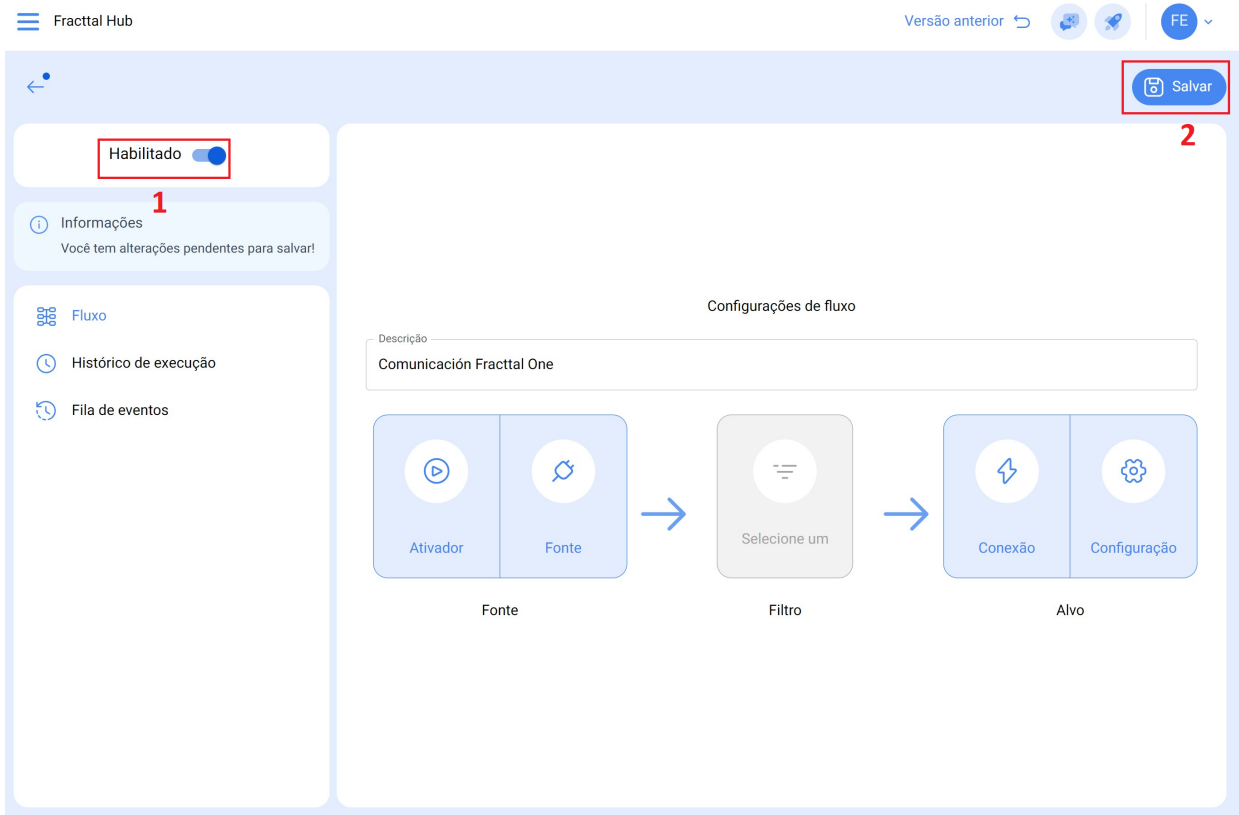 Fracttal Hub
Versão anterior
FE
Salvar
2
Habilitado
1
Informações
Você tem alterações pendentes para salvar!
Fluxo
Histórico de execução
Fila de eventos
Configurações de fluxo
Descrição
Comunicación Fracttal One
Ativador
Fonte
Selecione um
Conexão
Configuração
Fonte
Filtro
Alvo